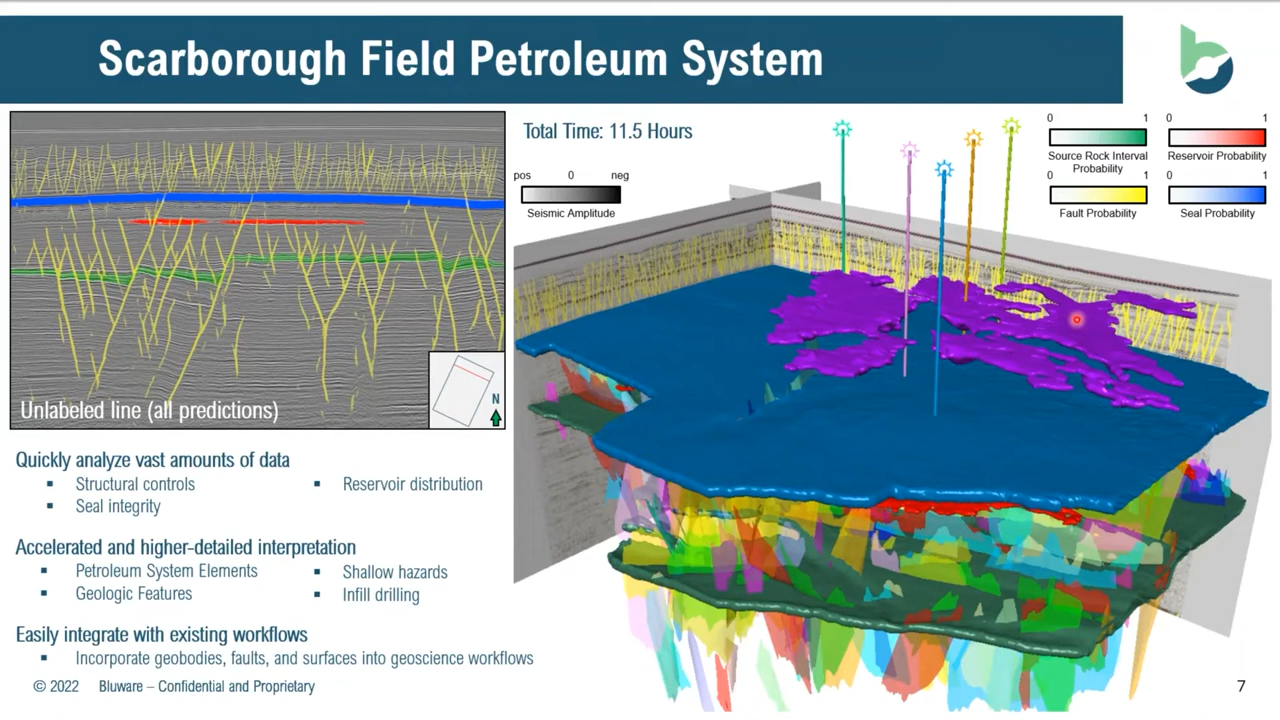 Scarborough Field Petroleum System
Total Time: 11.5 Hours
pos 0 neg
Seismic Amplitude
0 1
Source Rock Interval
Probability
0 1
Reservoir Probability
0 1
Fault Probability
0 1
Seal Probability
N
Unlabeled line (all predictions)
Quickly analyze vast amounts of data
▪ Structural controls
▪ Seal integrity
▪ Reservoir distribution
Accelerated and higher-detailed interpretation
▪ Petroleum System Elements
▪ Geologic Features
▪ Shallow hazards
▪ Infill drilling
Easily integrate with existing workflows
▪ Incorporate geobodies, faults, and surfaces into geoscience workflows
© 2022 Bluware – Confidential and Proprietary
7